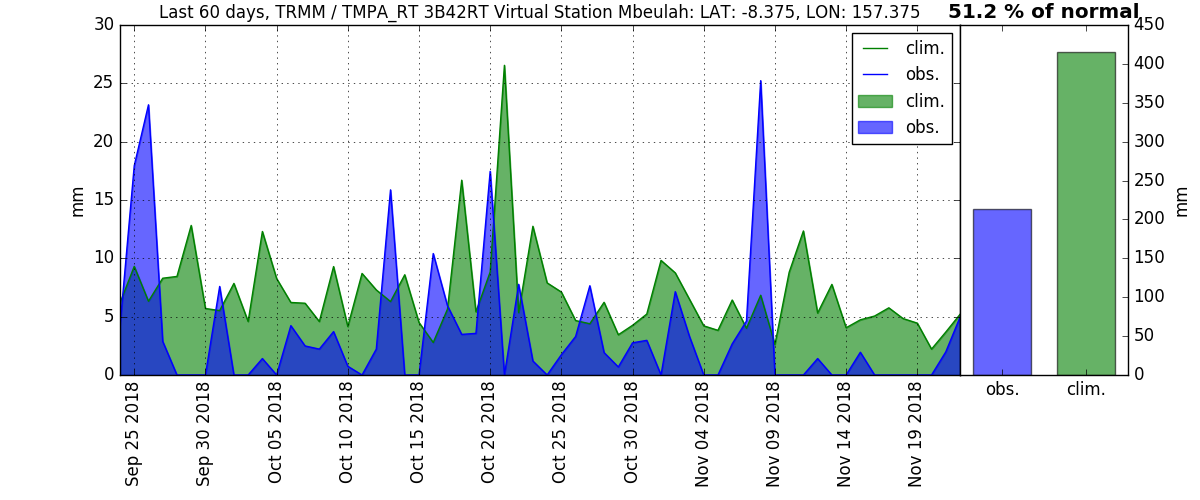 Last 60 days, TRMM / TMPA_RT 3B42RT Virtual Station Mbeulah: LAT: -8.375, LON: 157.375
51.2 % of normal
30
25
20
15
10
5
0
mm
clim.
obs.
clim.
obs.
Sep 25 2018
Sep 30 2018
Oct 05 2018
Oct 10 2018
Oct 15 2018
Oct 20 2018
Oct 25 2018
Oct 30 2018
Nov 04 2018
Nov 09 2018
Nov 14 2018
Nov 19 2018
450
400
350
300
250
200
150
100
50
0
mm
obs.
clim.